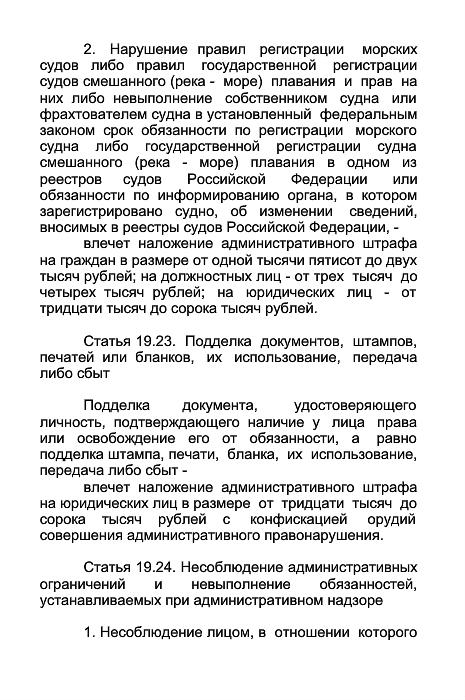 2. Нарушение правил регистрации морских
судов либо правил государственной регистрации
судов смешанного (река - море) плавания и прав на
них либо невыполнение собственником судна или
фрахтователем судна в установленный федеральным
законом срок обязанности по регистрации морского
судна либо государственной регистрации судна
смешанного (река - море) плавания в одном из
реестров судов Российской Федерации или
обязанности по информированию органа, в котором
зарегистрировано судно, об изменении сведений,
вносимых в реестры судов Российской Федерации, -
влечет наложение административного штрафа
на граждан в размере от одной тысячи пятисот до двух
тысяч рублей; на должностных лиц - от трех тысяч до
четырех тысяч рублей; на юридических лиц - от
тридцати тысяч до сорока тысяч рублей.
Статья 19.23. Подделка документов, штампов,
печатей или бланков, их использование, передача
либо сбыт
Подделка документа, удостоверяющего
личность, подтверждающего наличие у лица права
или освобождение его от обязанности, а равно
подделка штампа, печати, бланка, их использование,
передача либо сбыт -
влечет наложение административного штрафа
на юридических лиц в размере от тридцати тысяч до
сорока тысяч рублей с конфискацией орудий
совершения административного правонарушения.
Статья 19.24. Несоблюдение административных
ограничений и невыполнение обязанностей,
устанавливаемых при административном надзоре
1. Несоблюдение лицом, в отношении которого